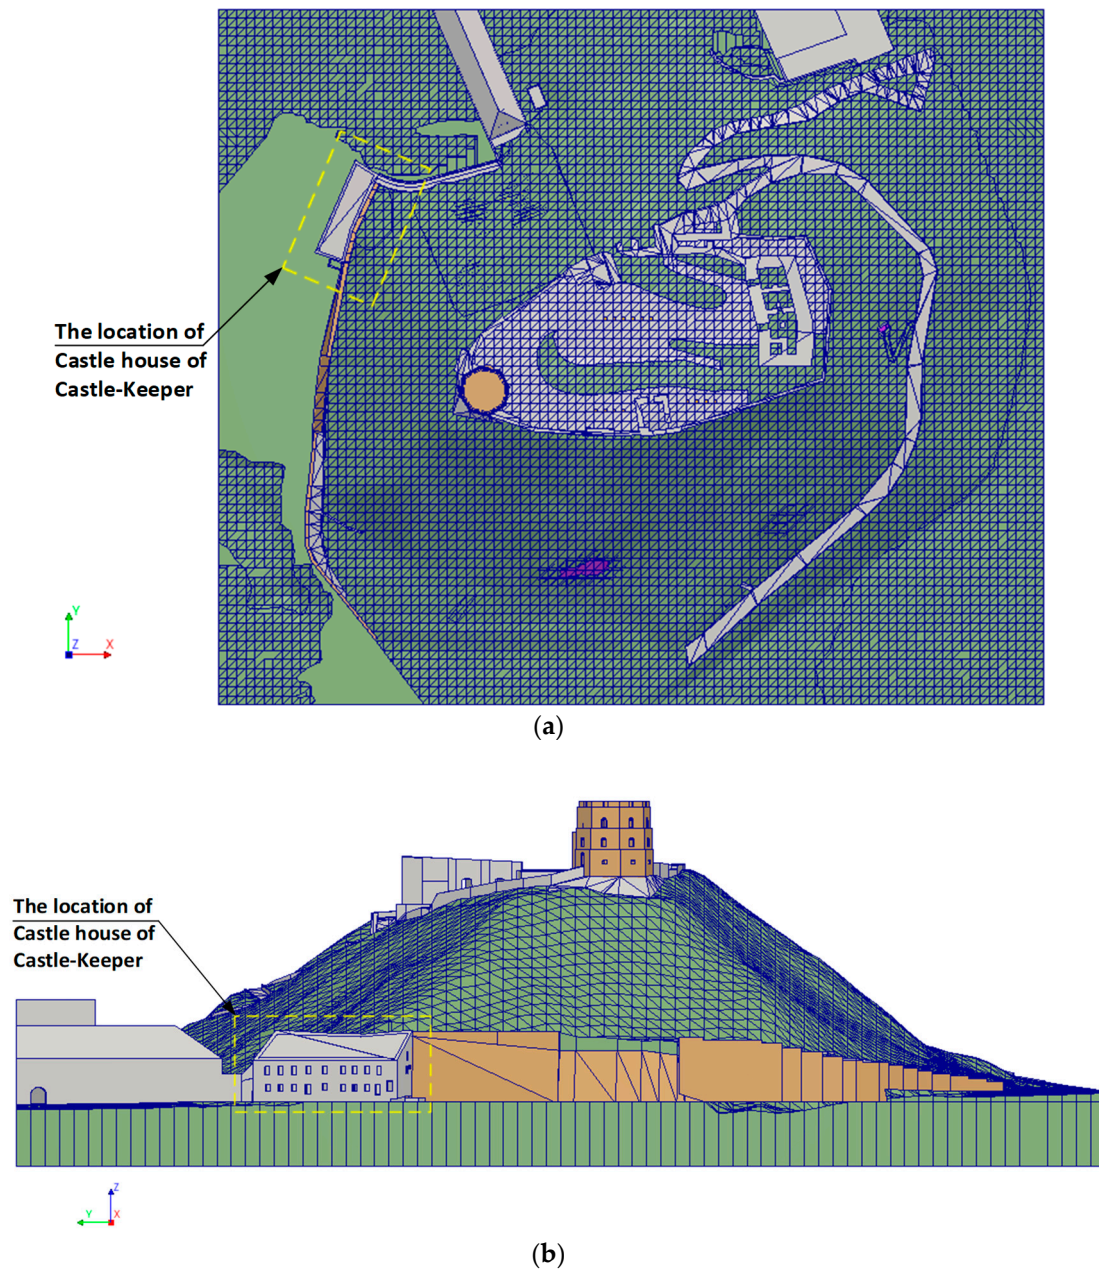 The location of
Castle house of
Castle-Keeper
Y
Z
X
(a)
The location of
Castle house of
Castle-Keeper
Z
Y
X
(b)